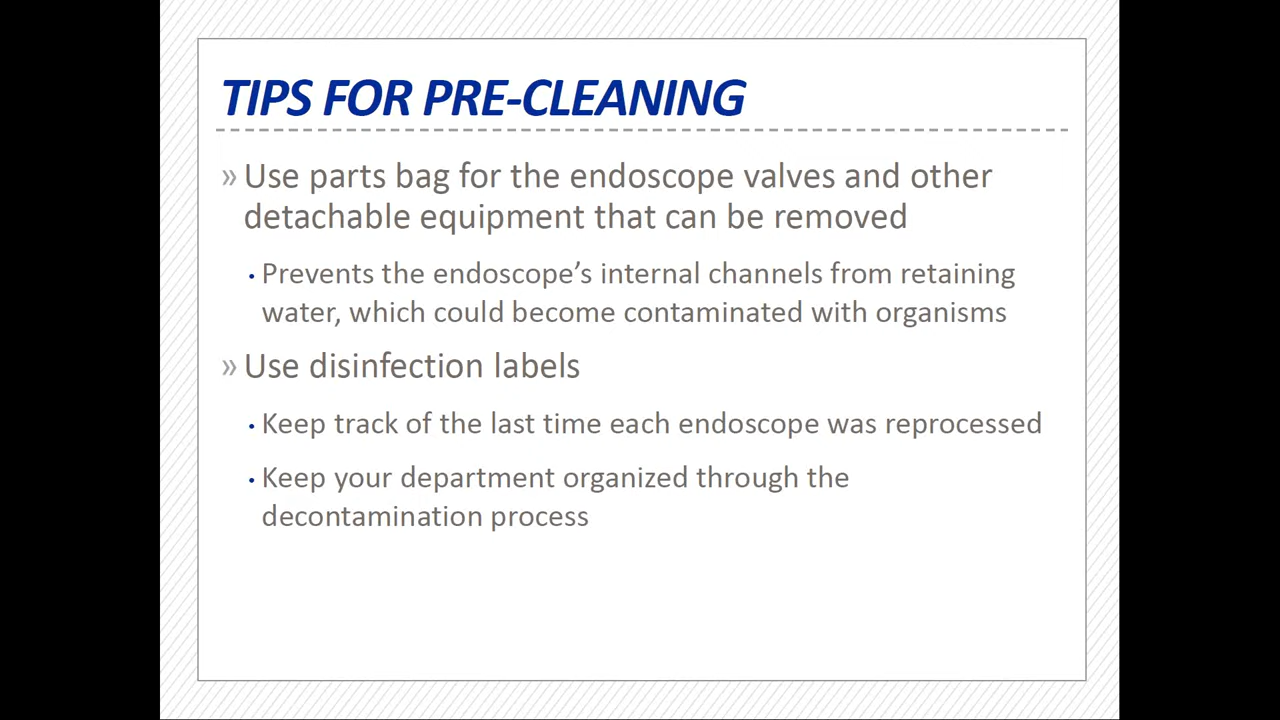 TIPS FOR PRE-CLEANING
» Use parts bag for the endoscope valves and other
detachable equipment that can be removed
• Prevents the endoscope’s internal channels from retaining
water, which could become contaminated with organisms
» Use disinfection labels
• Keep track of the last time each endoscope was reprocessed
• Keep your department organized through the
decontamination process